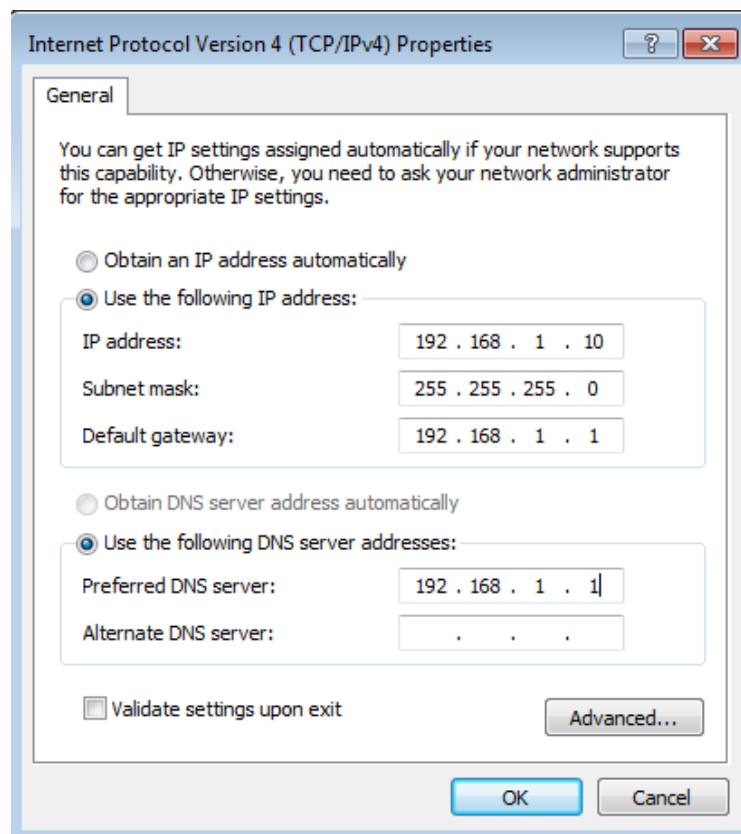 Internet Protocol Version 4 (TCP/IPv4) Properties
General
You can get IP settings assigned automatically if your network supports
this capability. Otherwise, you need to ask your network administrator
for the appropriate IP settings.
Obtain an IP address automatically
Use the following IP address:
IP address: 192 . 168 . 1 . 10
Subnet mask: 255 . 255 . 255 . 0
Default gateway: 192 . 168 . 1 . 1
Obtain DNS server address automatically
Use the following DNS server addresses:
Preferred DNS server: 192 . 168 . 1 . 1
Alternate DNS server: . . .
Validate settings upon exit
Advanced...
OK Cancel